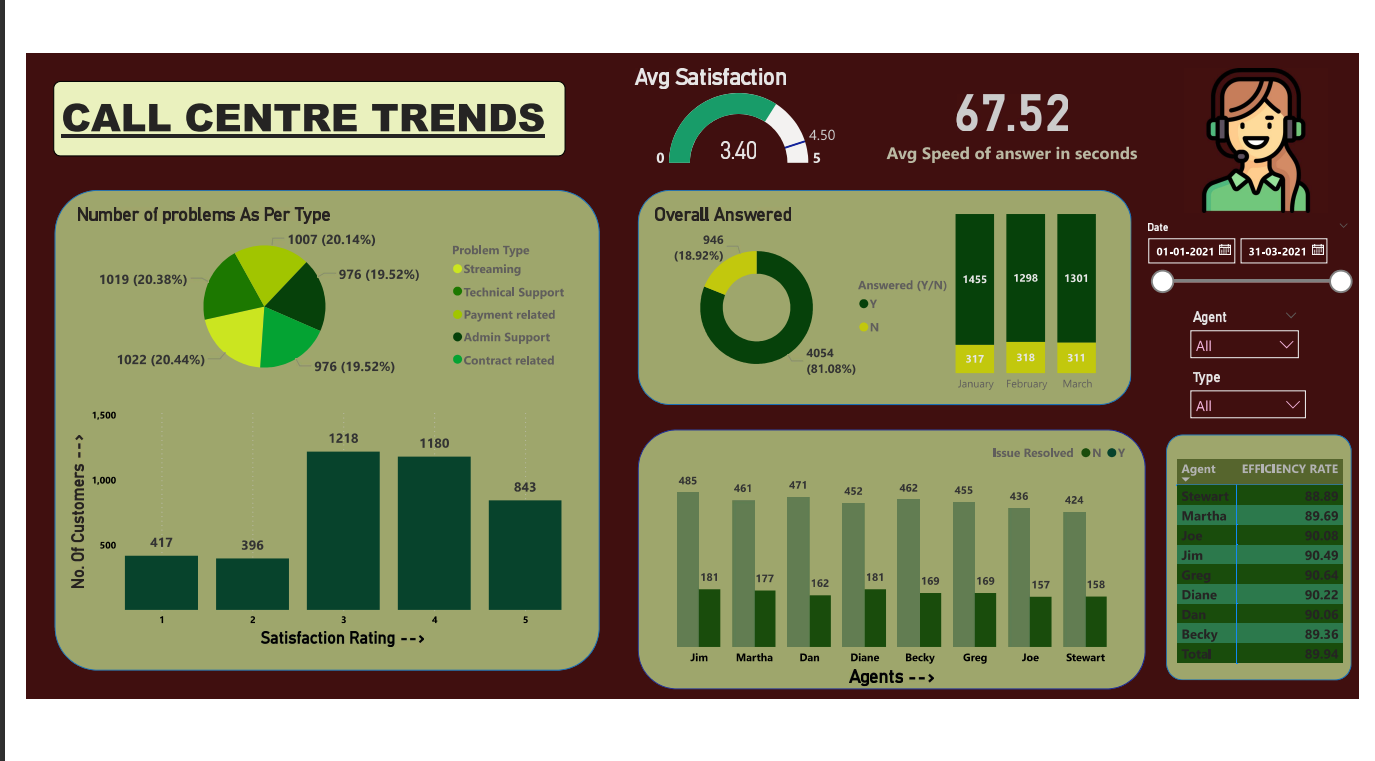 CALL CENTRE TRENDS
Avg Satisfaction
0
3.40
4.50
5
67.52
Avg Speed of answer in seconds
Number of problems As Per Type
1007 (20.14%)
976 (19.52%)
976 (19.52%)
1022 (20.44%)
1019 (20.38%)
Problem Type
Streaming
Technical Support
Payment related
Admin Support
Contract related
No. Of Customers -->
1,500
1,000
500
417
396
1218
1180
843
1 2 3 4 5
Satisfaction Rating -->
Overall Answered
946
(18.92%)
4054
(81.08%)
Answered (Y/N)
Y
N
1455 1298 1301
317 318 311
January February March
Issue Resolved N Y
485 181 461 177 471 162 452 181 462 169 455 169 436 157 424 158
Jim Martha Dan Diane Becky Greg Joe Stewart
Agents -->
Date
01-01-2021 31-03-2021
Agent
All
Type
All
Agent EFFICIENCY RATE
Stewart 88.89
Martha 89.69
Joe 90.08
Jim 90.49
Greg 90.64
Diane 90.22
Dan 90.06
Becky 89.36
Total 89.94